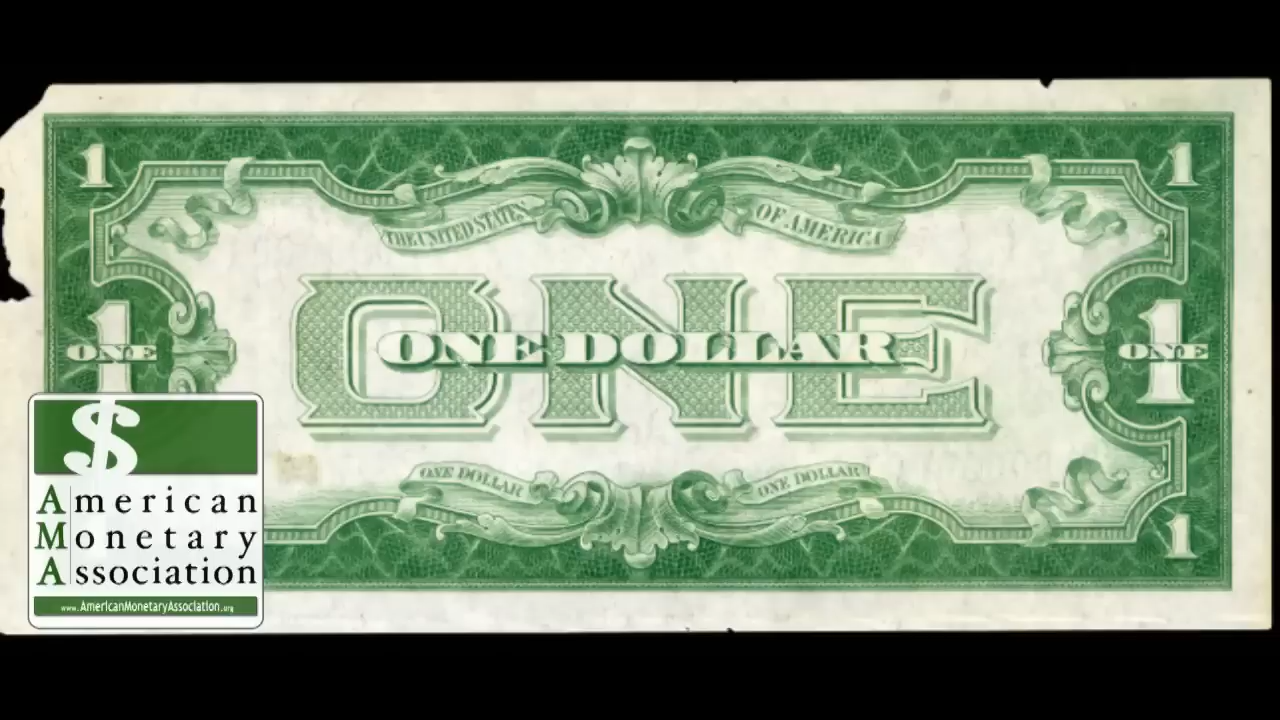 1
1
THE UNITED STATES
OF AMERICA
ONE
ONE DOLLAR
1
ONE
1
ONE
ONE DOLLAR
ONE DOLLAR
1
$
American
Monetary
Association
www.AmericanMonetaryAssociation.org